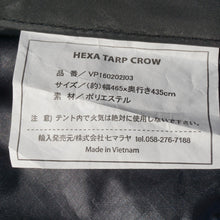 HEXA TARP CROW
品 番／VP160202I03
サイズ／(約)幅465x奥行き435cm
素 材／ポリエステル
注 意）テント内で火気は絶対に使用しないで下さい。
輸入発売元／株式会社ヒマラヤ tel.058-276-7188
Made in Vietnam